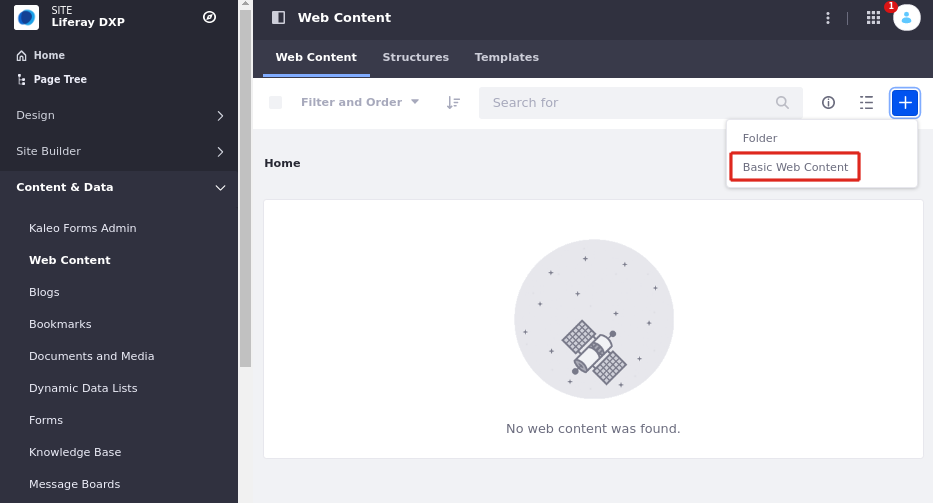 SITE
Liferay DXP
Home
Page Tree
Design
Site Builder
Content & Data
Kaleo Forms Admin
Web Content
Blogs
Bookmarks
Documents and Media
Dynamic Data Lists
Forms
Knowledge Base
Message Boards
Web Content
1
Web Content Structures Templates
Filter and Order
Search for
Folder
Basic Web Content
Home
No web content was found.